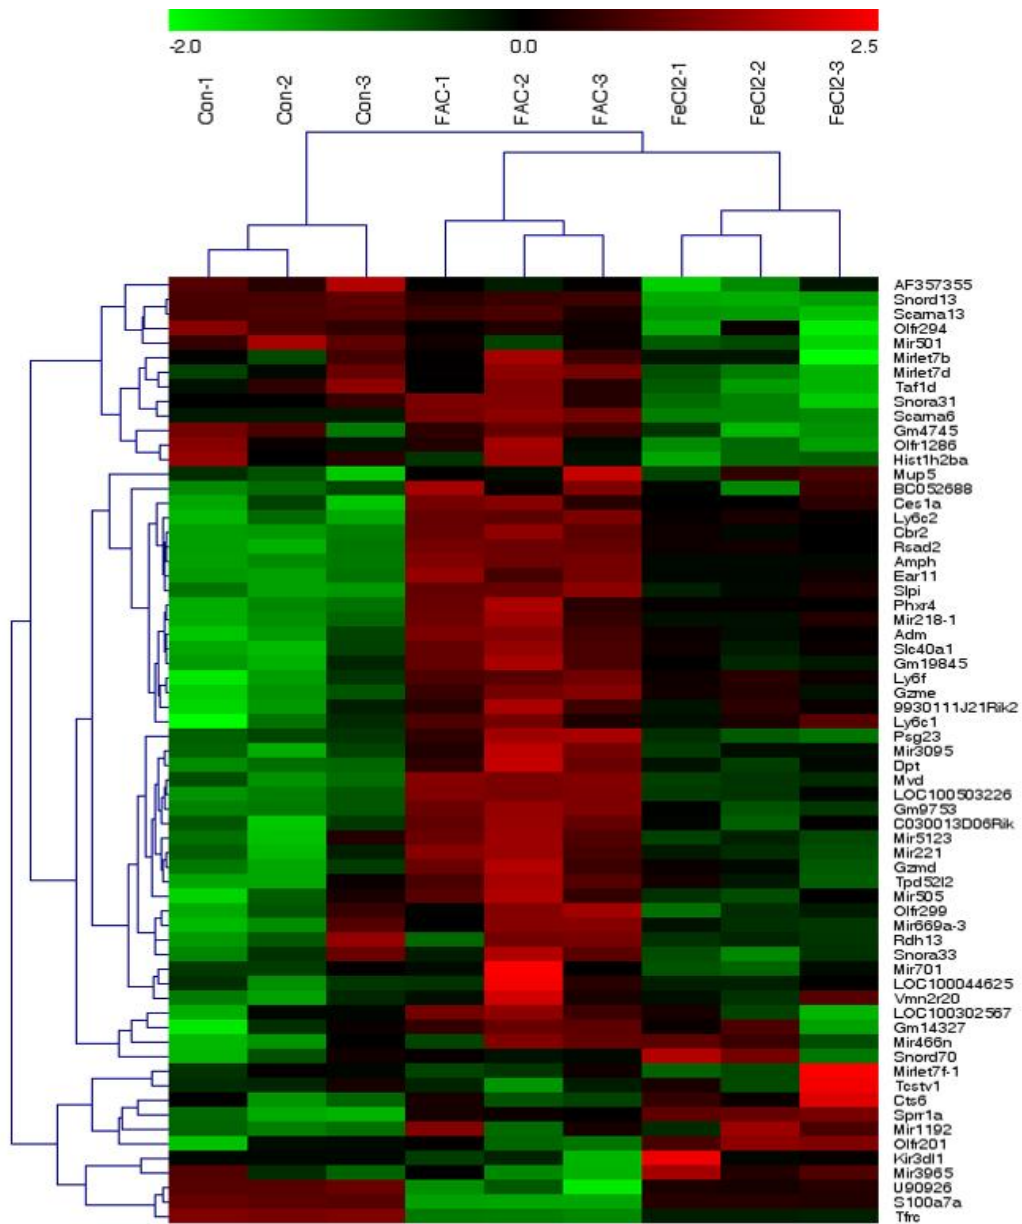 -2.0 0.0 2.5
Con-1 Con-2 Con-3 FAC-1 FAC-2 FAC-3 FeCl2-1 FeCl2-2 FeCl2-3
AF357355
Snord13
Scarna13
Olfr294
Mir501
Mirlet7b
Mirlet7d
Taf1d
Snora31
Scarna6
Gm4745
Olfr1286
Hist1h2ba
Mup5
BC052688
Ces1a
Ly6c2
Cbr2
Rsad2
Amph
Ear11
Slpi
Phxr4
Mir218-1
Adm
Slc40a1
Gm19845
Ly6f
Gzme
9930111J21Rik2
Ly6c1
Psg23
Mir3095
Dpt
Mvd
LOC100503226
Gm9753
C030013D06Rik
Mir5123
Mir221
Gzmd
Tpd52l2
Mir505
Olfr299
Mir669a-3
Rdh13
Snora33
Mir701
LOC100044625
Vmn2r20
LOC100302567
Gm14327
Mir466n
Snord70
Mirlet7f-1
Tcstv1
Cts6
Sprr1a
Mir1192
Olfr201
Kir3dl1
Mir3965
U90926
S100a7a
Tfrc